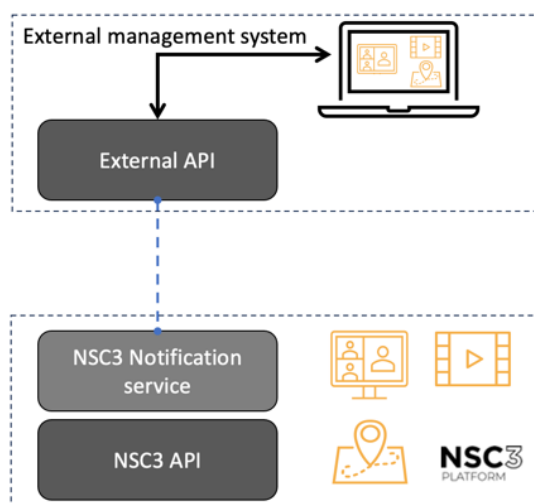 External management system
External API
NSC3 Notification
service
NSC3 API
NSC3
PLATFORM